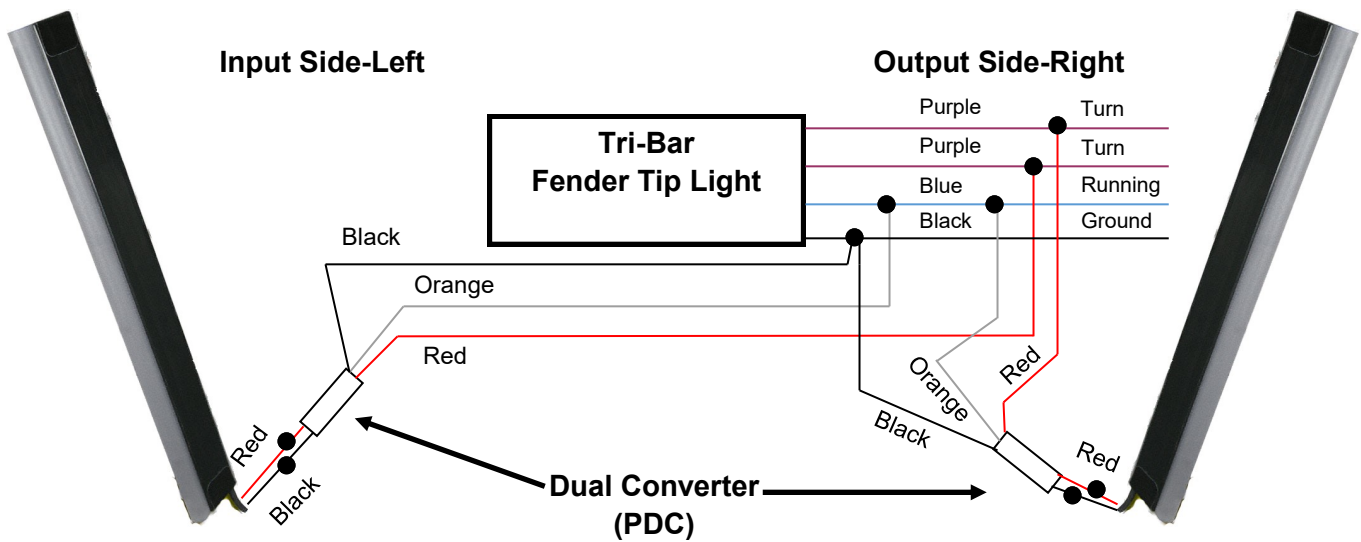 Input Side-Left
Output Side-Right
Tri-Bar
Fender Tip Light
Purple
Turn
Purple
Turn
Blue
Running
Black
Ground
Black
Orange
Red
Red
Orange
Black
Red
Black
Red
Dual Converter
(PDC)